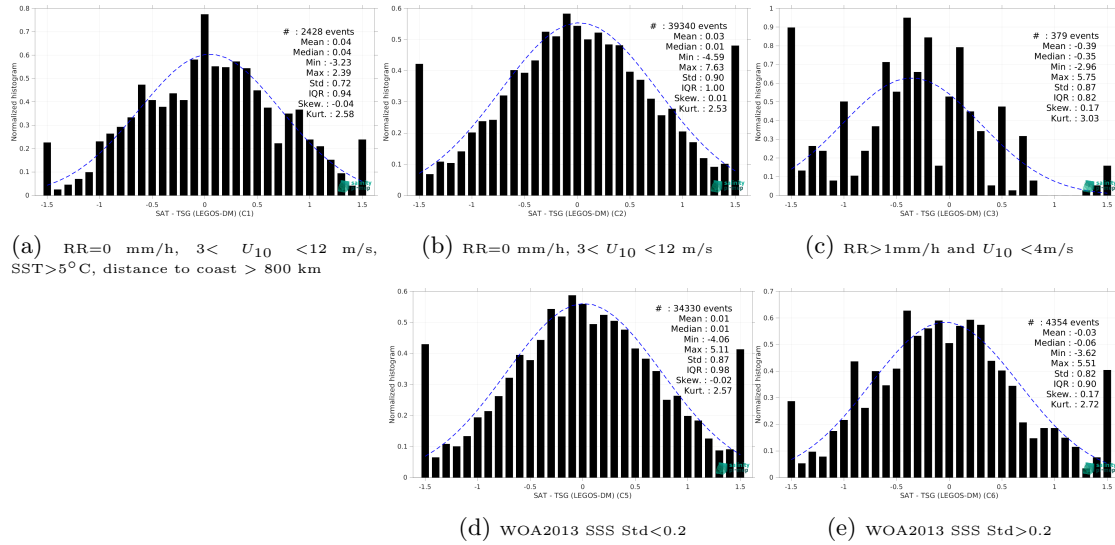 0.8
0.7
0.6
0.5
0.4
0.3
0.2
0.1
0
Normalized histogram
# : 2428 events
Mean : 0.04
Median : 0.04
Min : -3.23
Max : 2.39
Std : 0.72
IQR : 0.94
Skew. : -0.04
Kurt. : 2.58
-1.5 -1 -0.5 0 0.5 1 1.5
SAT - TSG (LEGOS-DM) (C1)
(a) RR=0 mm/h, 3< U10 <12 m/s,
SST>5°C, distance to coast > 800 km
0.6
0.5
0.4
0.3
0.2
0.1
0
Normalized histogram
# : 39340 events
Mean : 0.03
Median : 0.01
Min : -4.59
Max : 7.63
Std : 0.90
IQR : 1.00
Skew. : 0.01
Kurt. : 2.53
-1.5 -1 -0.5 0 0.5 1 1.5
SAT - TSG (LEGOS-DM) (C2)
(b) RR=0 mm/h, 3< U10 <12 m/s
1
0.9
0.8
0.7
0.6
0.5
0.4
0.3
0.2
0.1
0
Normalized histogram
# : 379 events
Mean : -0.39
Median : -0.35
Min : -2.96
Max : 5.75
Std : 0.87
IQR : 0.82
Skew. : 0.17
Kurt. : 3.03
-1.5 -1 -0.5 0 0.5 1 1.5
SAT - TSG (LEGOS-DM) (C3)
(c) RR>1mm/h and U10 <4m/s
0.6
0.5
0.4
0.3
0.2
0.1
0
Normalized histogram
# : 34330 events
Mean : 0.01
Median : 0.01
Min : -4.06
Max : 5.11
Std : 0.87
IQR : 0.98
Skew. : -0.02
Kurt. : 2.57
-1.5 -1 -0.5 0 0.5 1 1.5
SAT - TSG (LEGOS-DM) (C5)
(d) WOA2013 SSS Std<0.2
0.7
0.6
0.5
0.4
0.3
0.2
0.1
0
Normalized histogram
# : 4354 events
Mean : -0.03
Median : -0.06
Min : -3.62
Max : 5.51
Std : 0.82
IQR : 0.90
Skew. : 0.17
Kurt. : 2.72
-1.5 -1 -0.5 0 0.5 1 1.5
SAT - TSG (LEGOS-DM) (C6)
(e) WOA2013 SSS Std>0.2